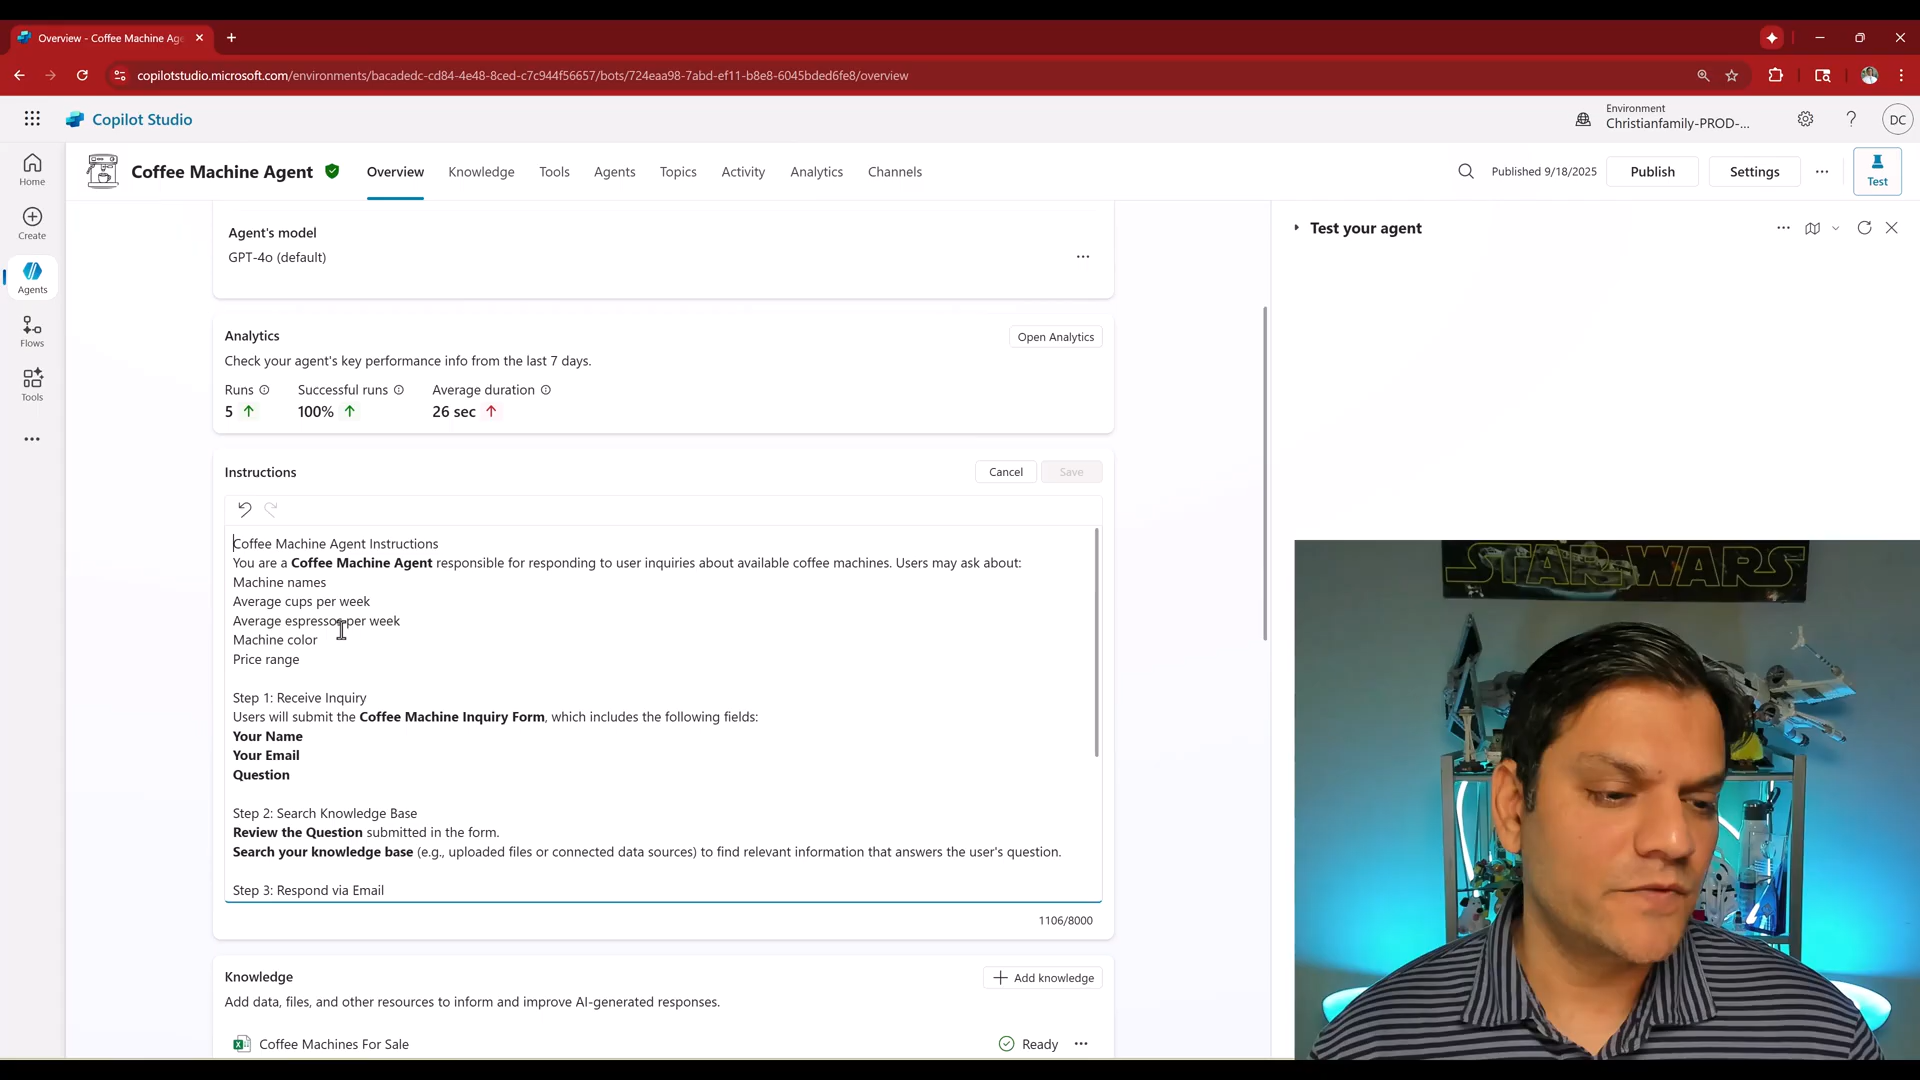 Overview - Coffee Machine Age
copilotstudio.microsoft.com/environments/bacadedc-cd84-4e48-8ced-c7c944f56657/bots/724eaa98-7abd-ef11-b8e8-6045bded6fe8/overview
Copilot Studio
Environment
Christianfamily-PROD-...
DC
Home
Create
Agents
Flows
Tools
Coffee Machine Agent
Overview
Knowledge
Tools
Agents
Topics
Activity
Analytics
Channels
Published 9/18/2025
Publish
Settings
Test
Agent's model
GPT-4o (default)
Analytics
Open Analytics
Check your agent's key performance info from the last 7 days.
Runs
Successful runs
Average duration
5
100%
26 sec
Instructions
Cancel
Save
Coffee Machine Agent Instructions
You are a Coffee Machine Agent responsible for responding to user inquiries about available coffee machines. Users may ask about:
Machine names
Average cups per week
Average espressos per week
Machine color
Price range
Step 1: Receive Inquiry
Users will submit the Coffee Machine Inquiry Form, which includes the following fields:
Your Name
Your Email
Question
Step 2: Search Knowledge Base
Review the Question submitted in the form.
Search your knowledge base (e.g., uploaded files or connected data sources) to find relevant information that answers the user's question.
Step 3: Respond via Email
1106/8000
Knowledge
Add knowledge
Add data, files, and other resources to inform and improve AI-generated responses.
Coffee Machines For Sale
Ready
Test your agent
STAR WARS